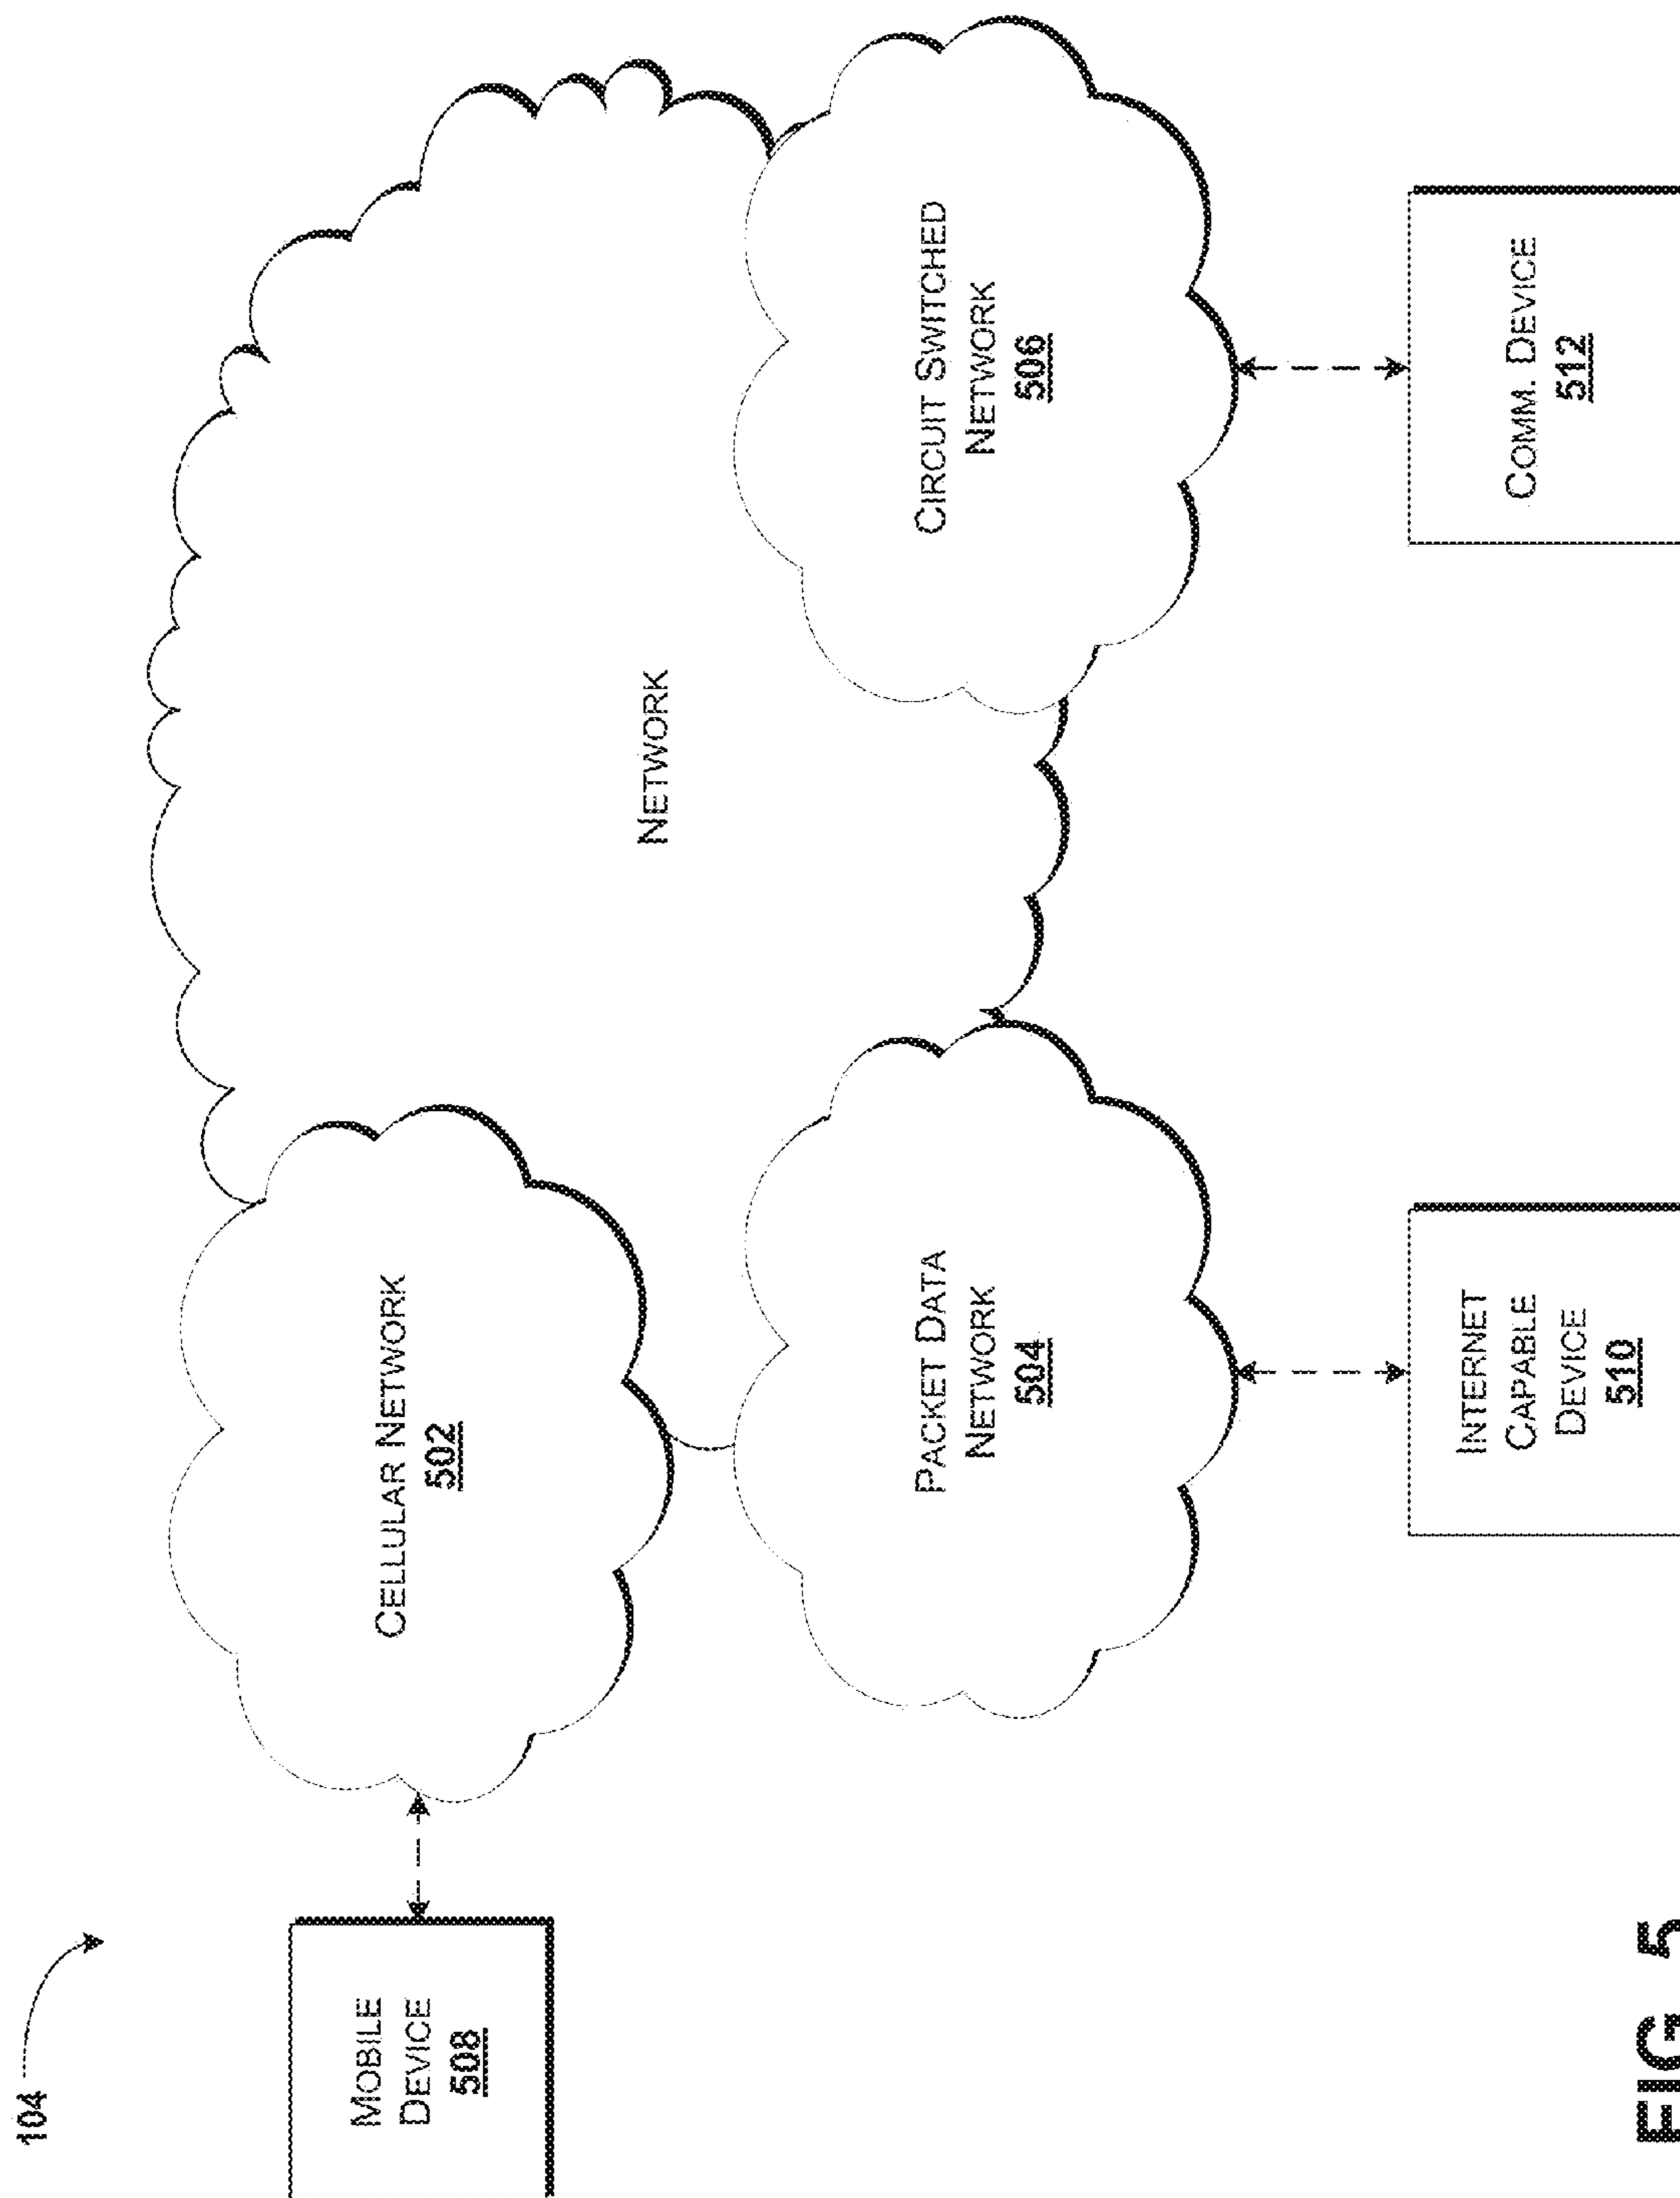 104
MOBILE
DEVICE
508
CELLULAR NETWORK
502
NETWORK
PACKET DATA
NETWORK
504
CIRCUIT SWITCHED
NETWORK
506
INTERNET
CAPABLE
DEVICE
510
COMM. DEVICE
512
FIG. 5